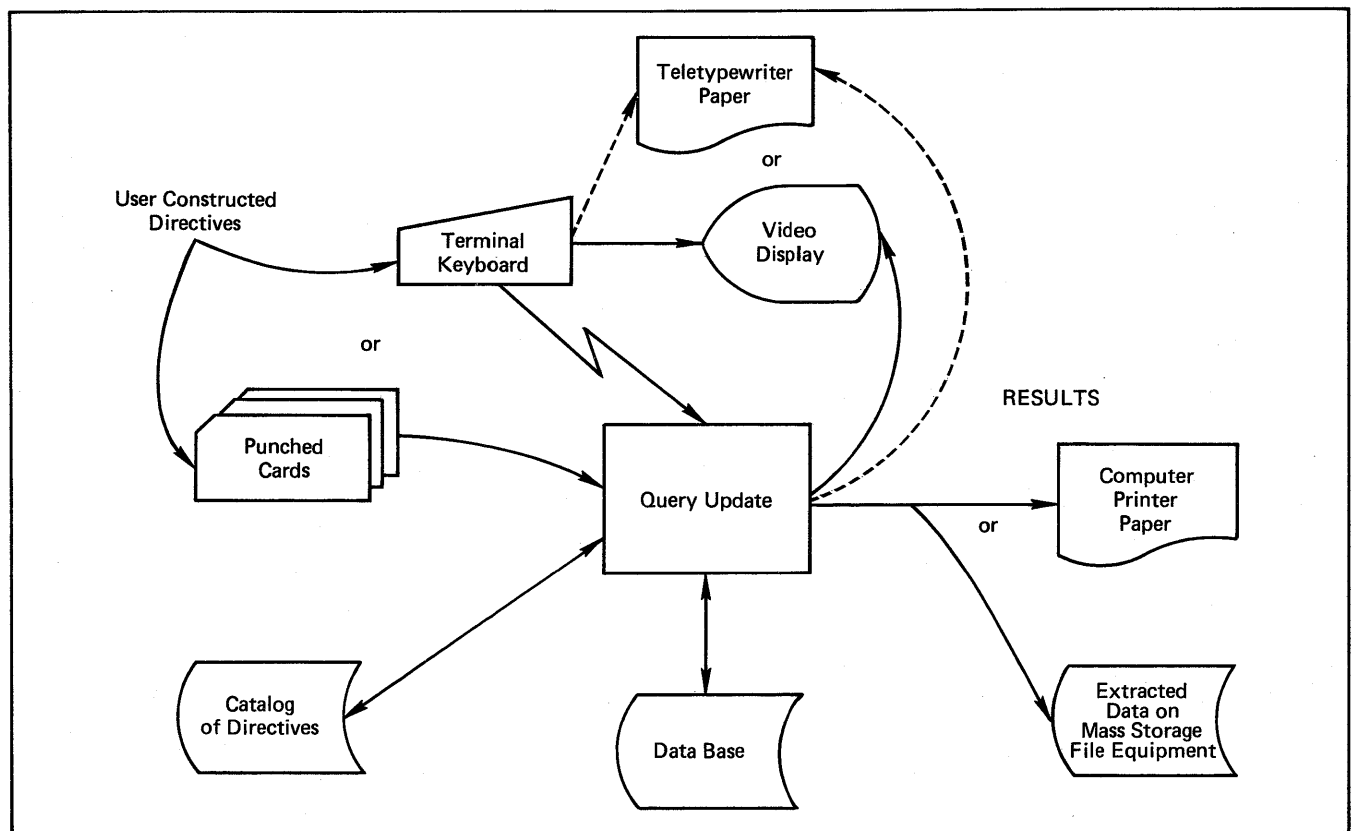 Teletypewriter
Paper
or
User Constructed
Directives
Terminal
Keyboard
Video
Display
or
Punched
Cards
Query Update
RESULTS
Computer
Printer
Paper
or
Catalog
of Directives
Data Base
Extracted
Data on
Mass Storage
File Equipment